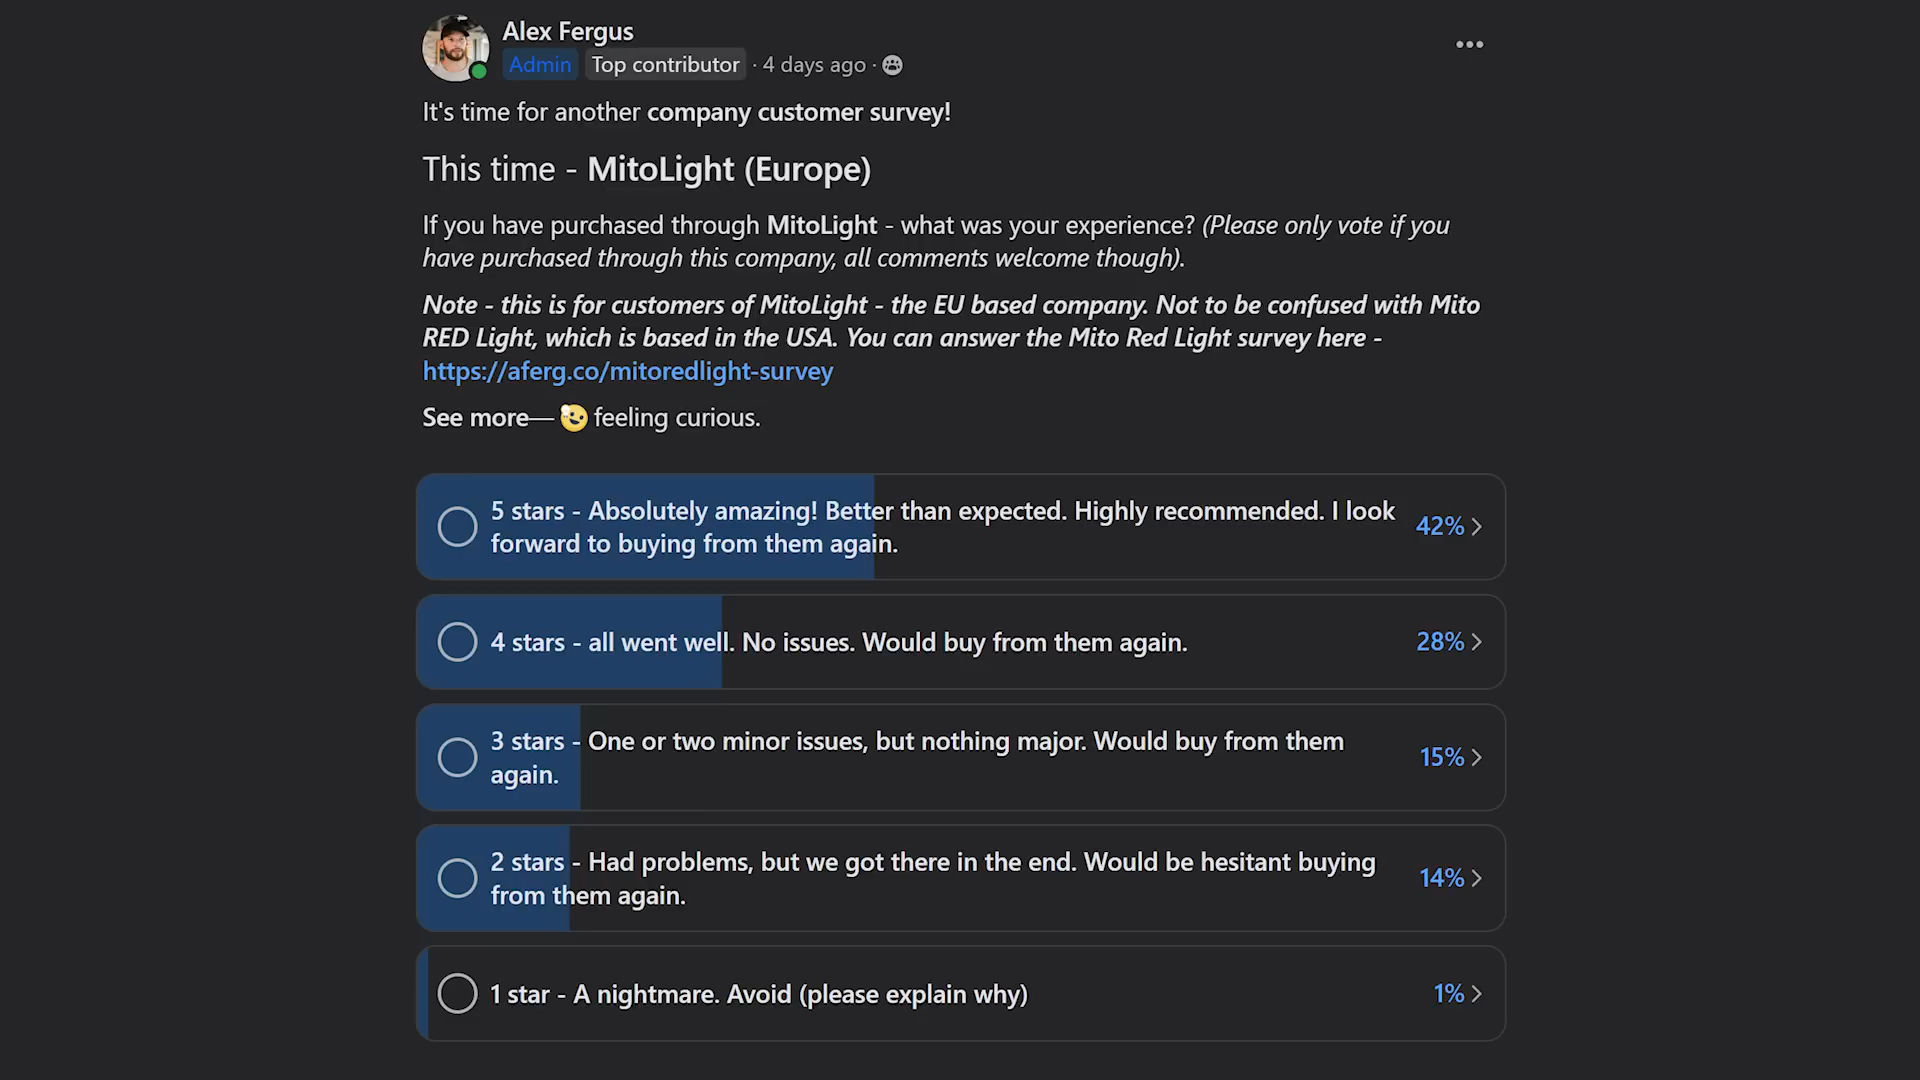 Alex Fergus
Admin Top contributor · 4 days ago ·
It's time for another company customer survey!
This time - MitoLight (Europe)
If you have purchased through MitoLight - what was your experience? (Please only vote if you
have purchased through this company, all comments welcome though).
Note - this is for customers of MitoLight - the EU based company. Not to be confused with Mito
RED Light, which is based in the USA. You can answer the Mito Red Light survey here -
https://aferg.co/mitoredlight-survey
See more— feeling curious.
5 stars - Absolutely amazing! Better than expected. Highly recommended. I look
forward to buying from them again.
42%
4 stars - all went well. No issues. Would buy from them again.
28%
3 stars - One or two minor issues, but nothing major. Would buy from them
again.
15%
2 stars - Had problems, but we got there in the end. Would be hesitant buying
from them again.
14%
1 star - A nightmare. Avoid (please explain why)
1%